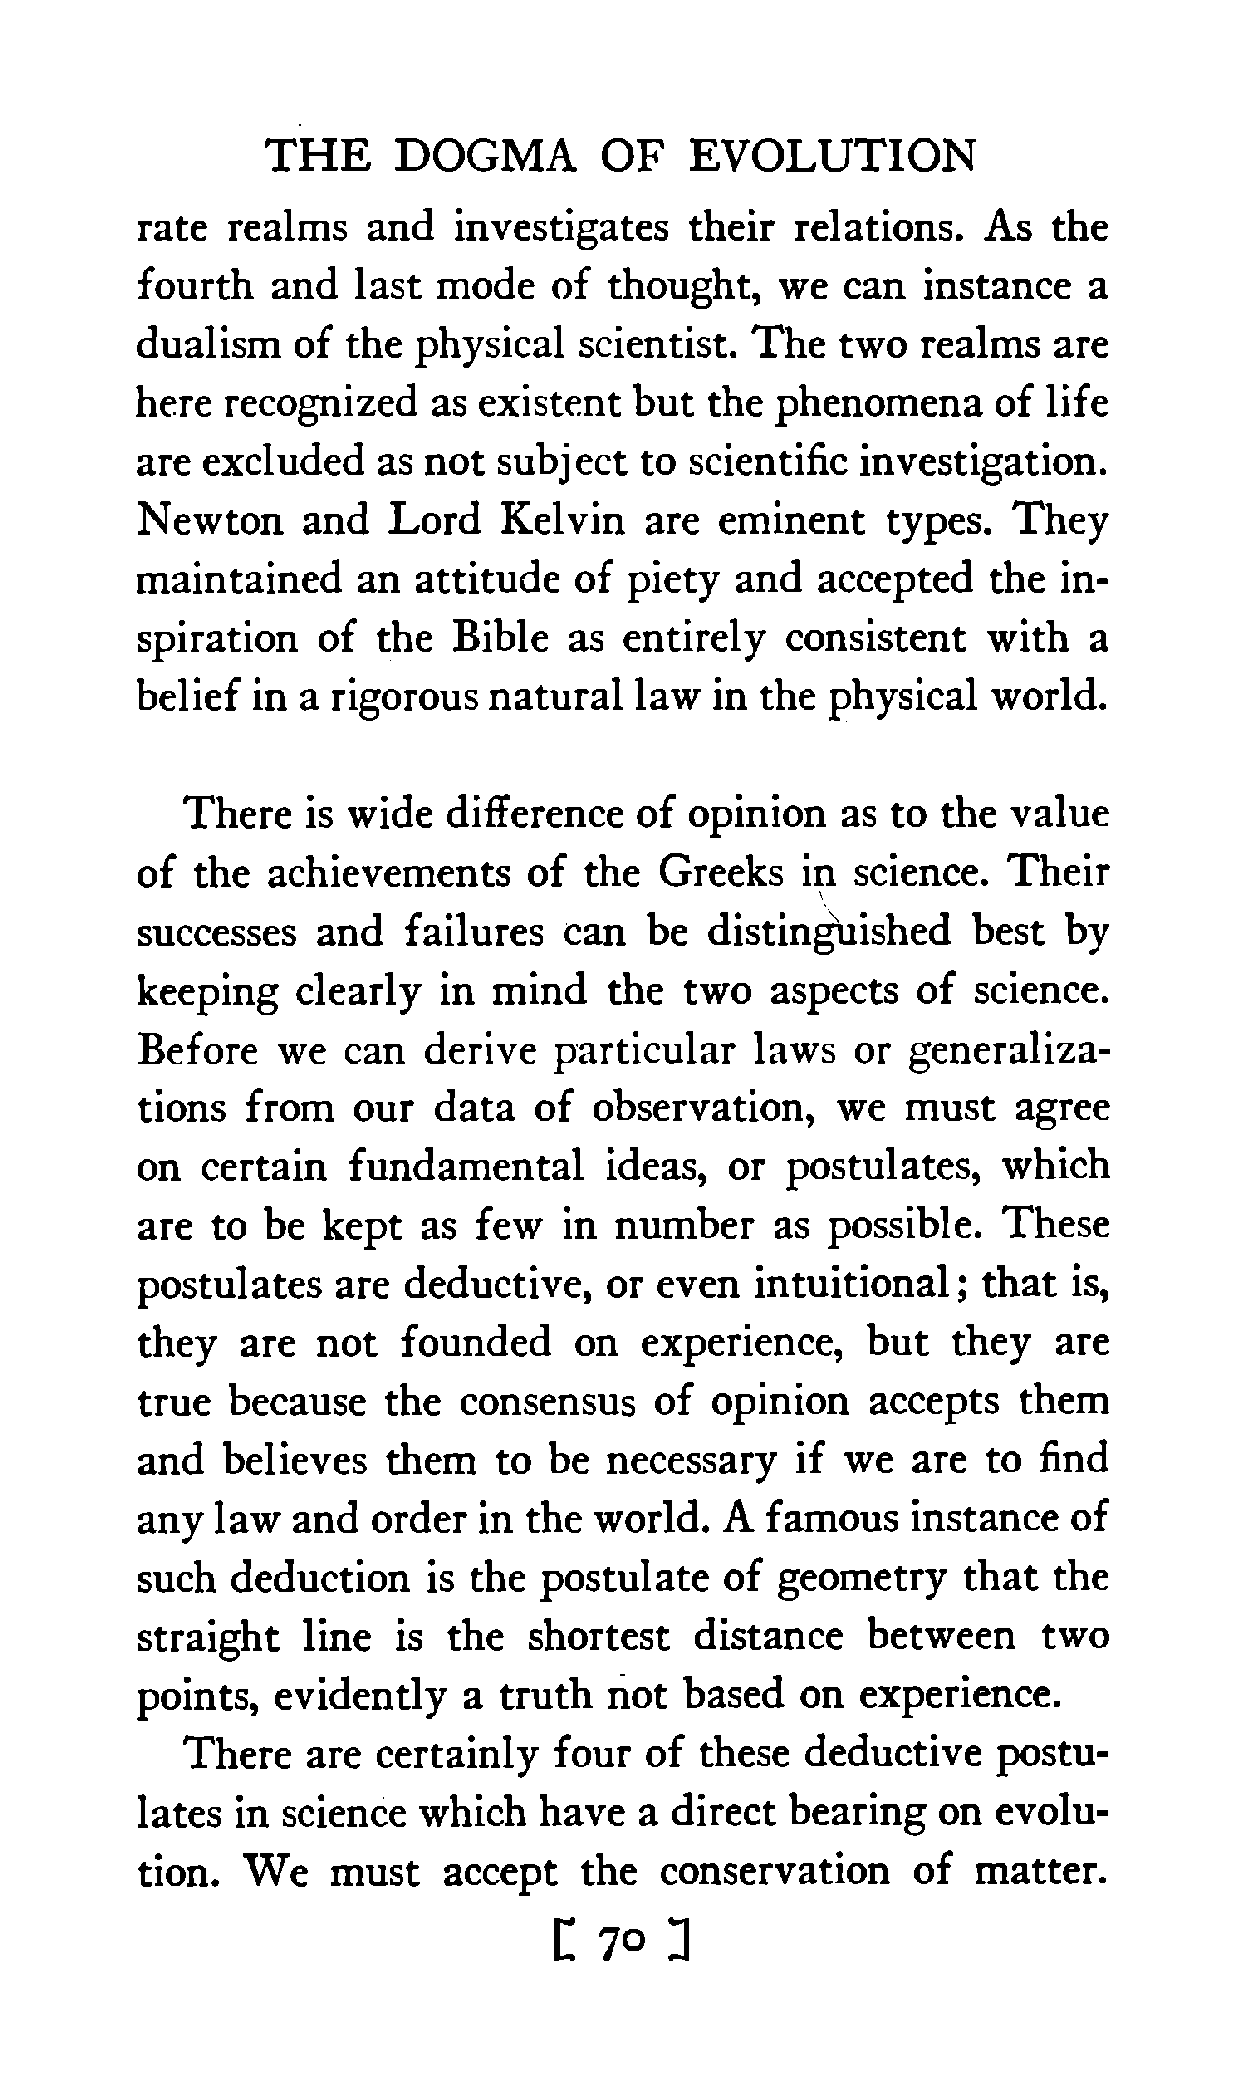 THE DOGMA OF EVOLUTION
rate realms and investigates their relations. As the
fourth and last mode of thought, we can instance a
dualism of the physical scientist. The two realms are
here recognized as existent but the phenomena of life
are excluded as not subject to scientific investigation.
Newton and Lord Kelvin are eminent types. They
maintained an attitude of piety and accepted the in-
spiration of the Bible as entirely consistent with a
belief in a rigorous natural law in the physical world.
There is wide difference of opinion as to the value
of the achievements of the Greeks in science. Their
successes and failures can be distinguished best by
keeping clearly in mind the two aspects of science.
Before we can derive particular laws or generaliza-
tions from our data of observation, we must agree
on certain fundamental ideas, or postulates, which
are to be kept as few in number as possible. These
postulates are deductive, or even intuitional; that is,
they are not founded on experience, but they are
true because the consensus of opinion accepts them
and believes them to be necessary if we are to find
any law and order in the world. A famous instance of
such deduction is the postulate of geometry that the
straight line is the shortest distance between two
points, evidently a truth not based on experience.
There are certainly four of these deductive postu-
lates in science which have a direct bearing on evolu-
tion. We must accept the conservation of matter.
[ 70 ]